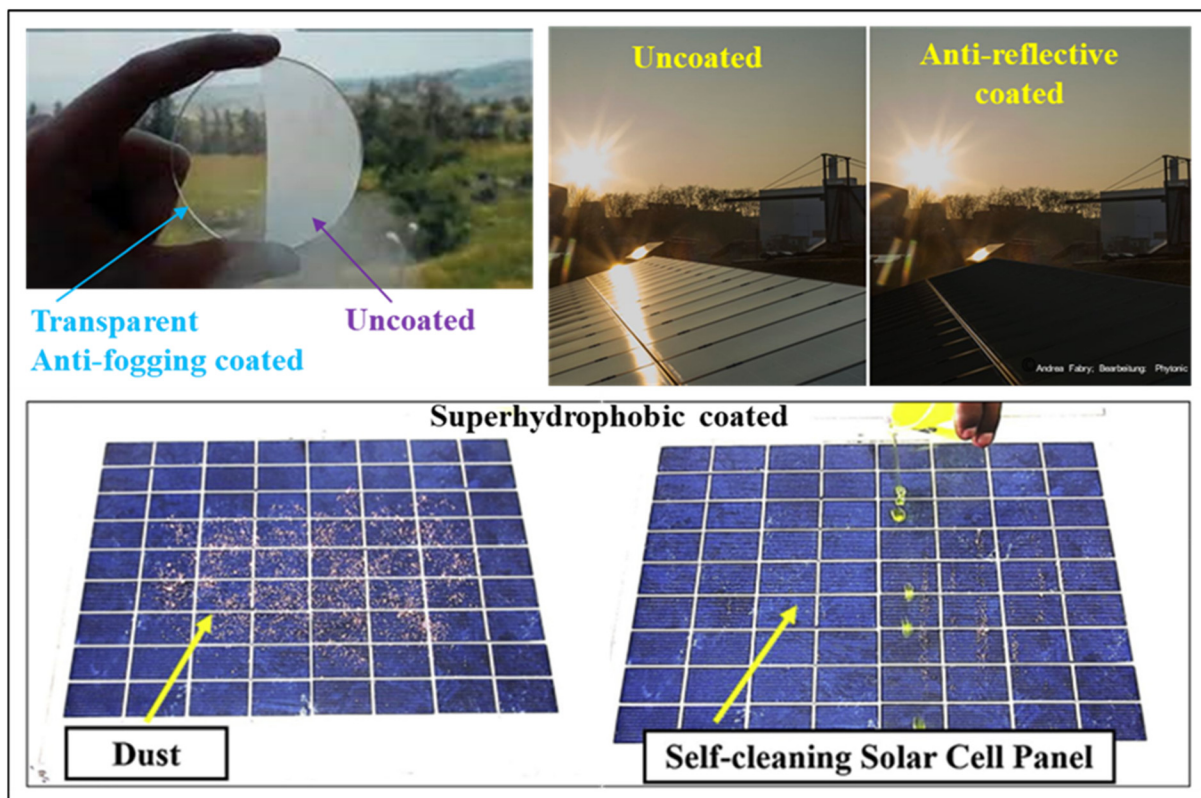 Uncoated
Anti-reflective
coated
Transparent
Anti-fogging coated
Uncoated
© Andrea Fabry; Bearbeitung: Phytonic
Superhydrophobic coated
Dust
Self-cleaning Solar Cell Panel